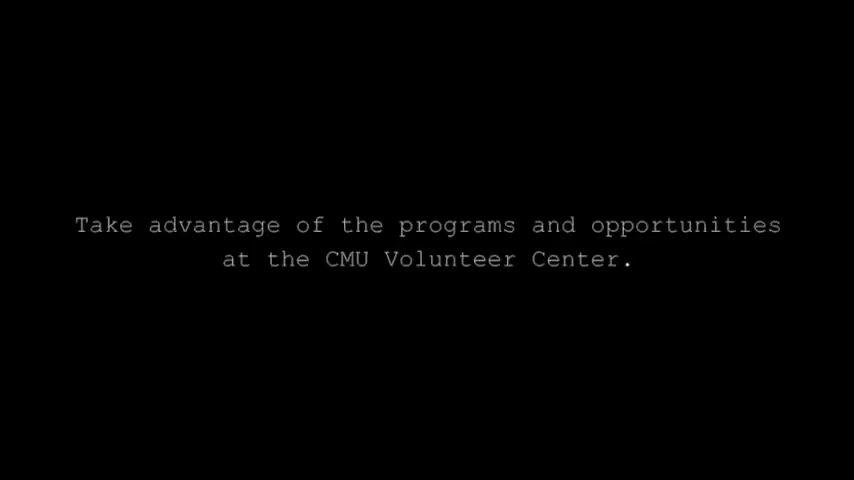 Take advantage of the programs and opportunities
at the CMU Volunteer Center.